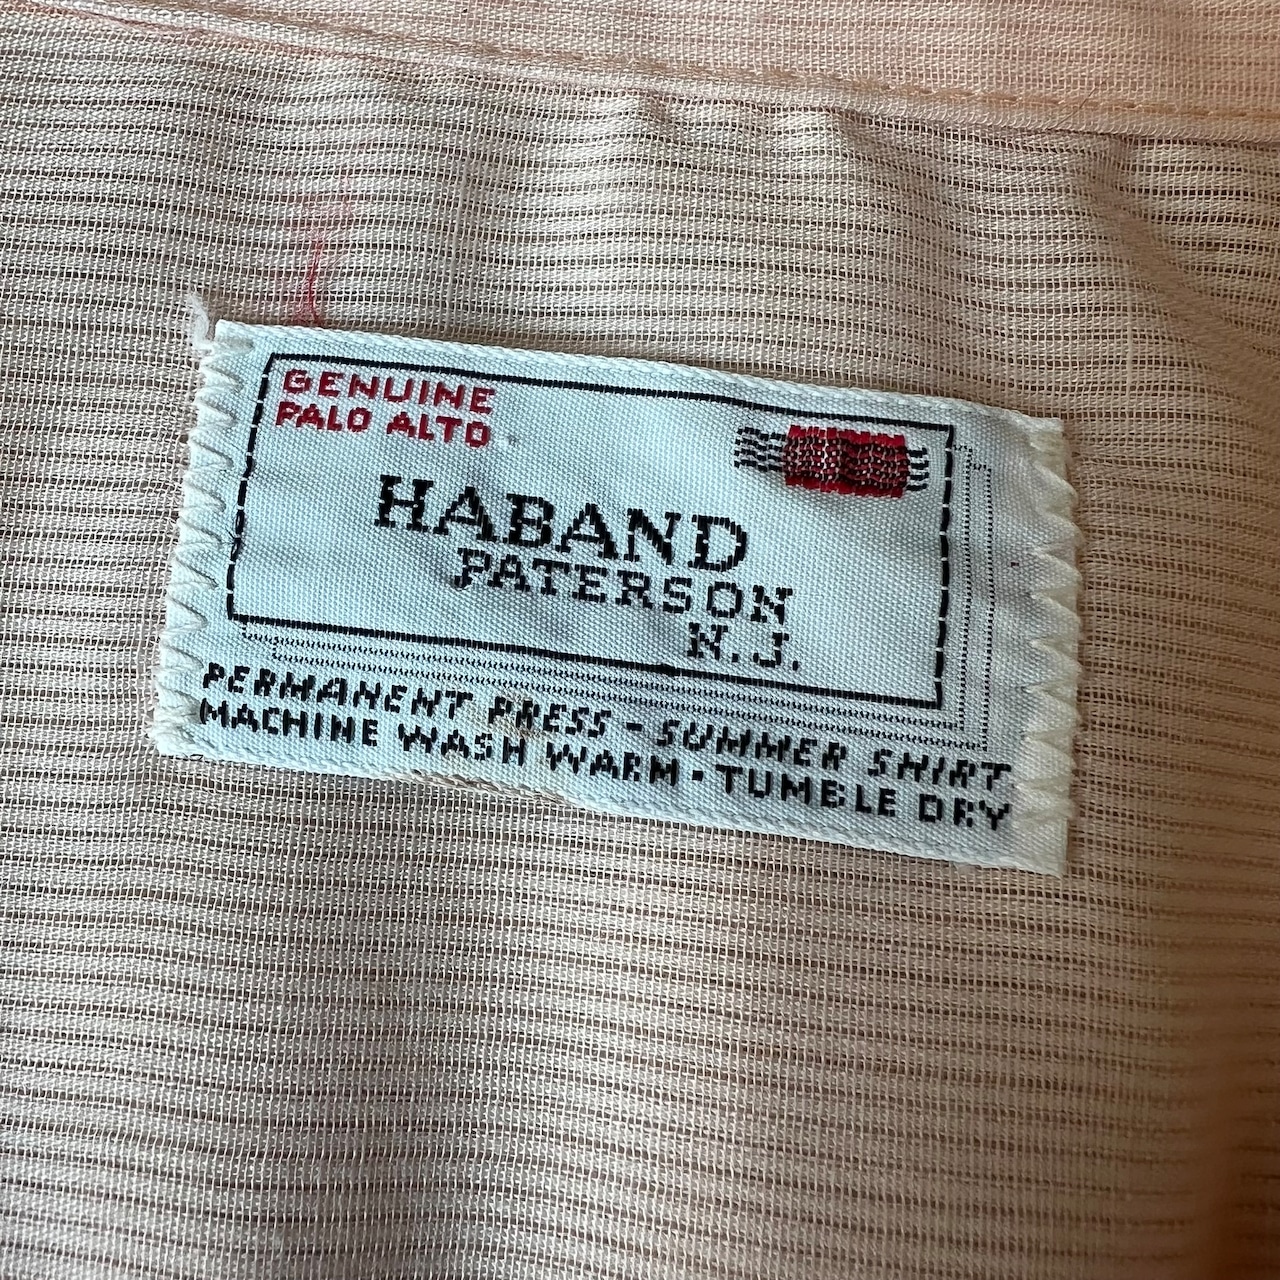 GENUINE
PALO ALTO
HABAND
PATERSON
N.J.
PERMANENT PRESS - SUMMER SHIRT
MACHINE WASH WARM · TUMBLE DRY